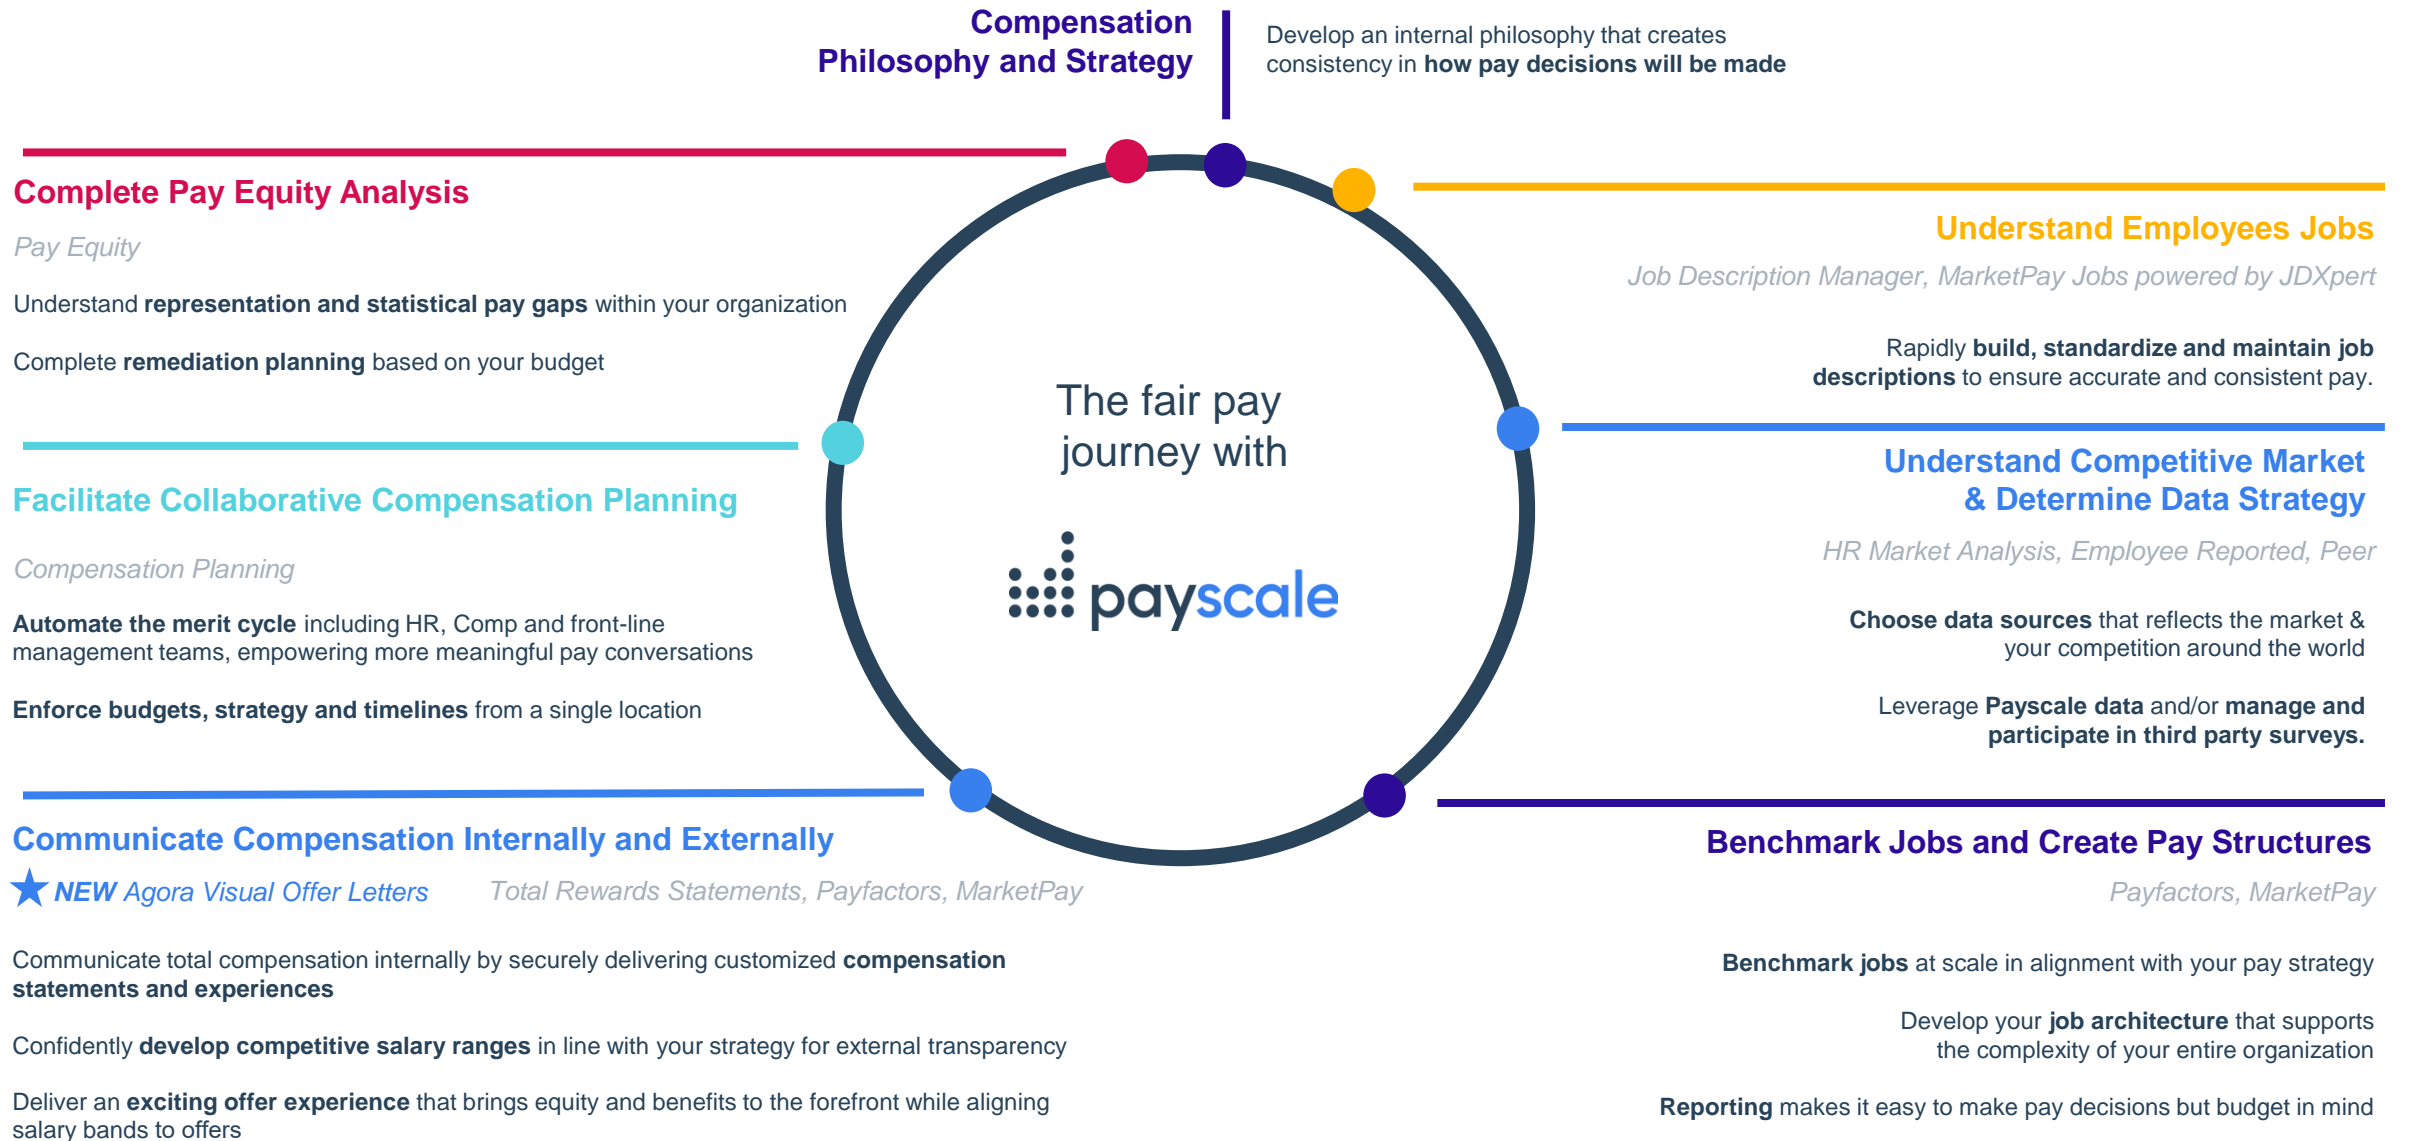 Compensation
Philosophy and Strategy
Develop an internal philosophy that creates
consistency in how pay decisions will be made
Understand Employees Jobs
Job Description Manager, MarketPay Jobs powered by JDXpert
Rapidly build, standardize and maintain job
descriptions to ensure accurate and consistent pay.
Understand Competitive Market
& Determine Data Strategy
HR Market Analysis, Employee Reported, Peer
Choose data sources that reflects the market &
your competition around the world
Leverage Payscale data and/or manage and
participate in third party surveys.
Benchmark Jobs and Create Pay Structures
Payfactors, MarketPay
Benchmark jobs at scale in alignment with your pay strategy
Develop your job architecture that supports
the complexity of your entire organization
Reporting makes it easy to make pay decisions but budget in mind
Communicate Compensation Internally and Externally
NEW Agora Visual Offer Letters
Total Rewards Statements, Payfactors, MarketPay
Communicate total compensation internally by securely delivering customized compensation
statements and experiences
Confidently develop competitive salary ranges in line with your strategy for external transparency
Deliver an exciting offer experience that brings equity and benefits to the forefront while aligning
salary bands to offers
Facilitate Collaborative Compensation Planning
Compensation Planning
Automate the merit cycle including HR, Comp and front-line
management teams, empowering more meaningful pay conversations
Enforce budgets, strategy and timelines from a single location
Complete Pay Equity Analysis
Pay Equity
Understand representation and statistical pay gaps within your organization
Complete remediation planning based on your budget
The fair pay
journey with
payscale